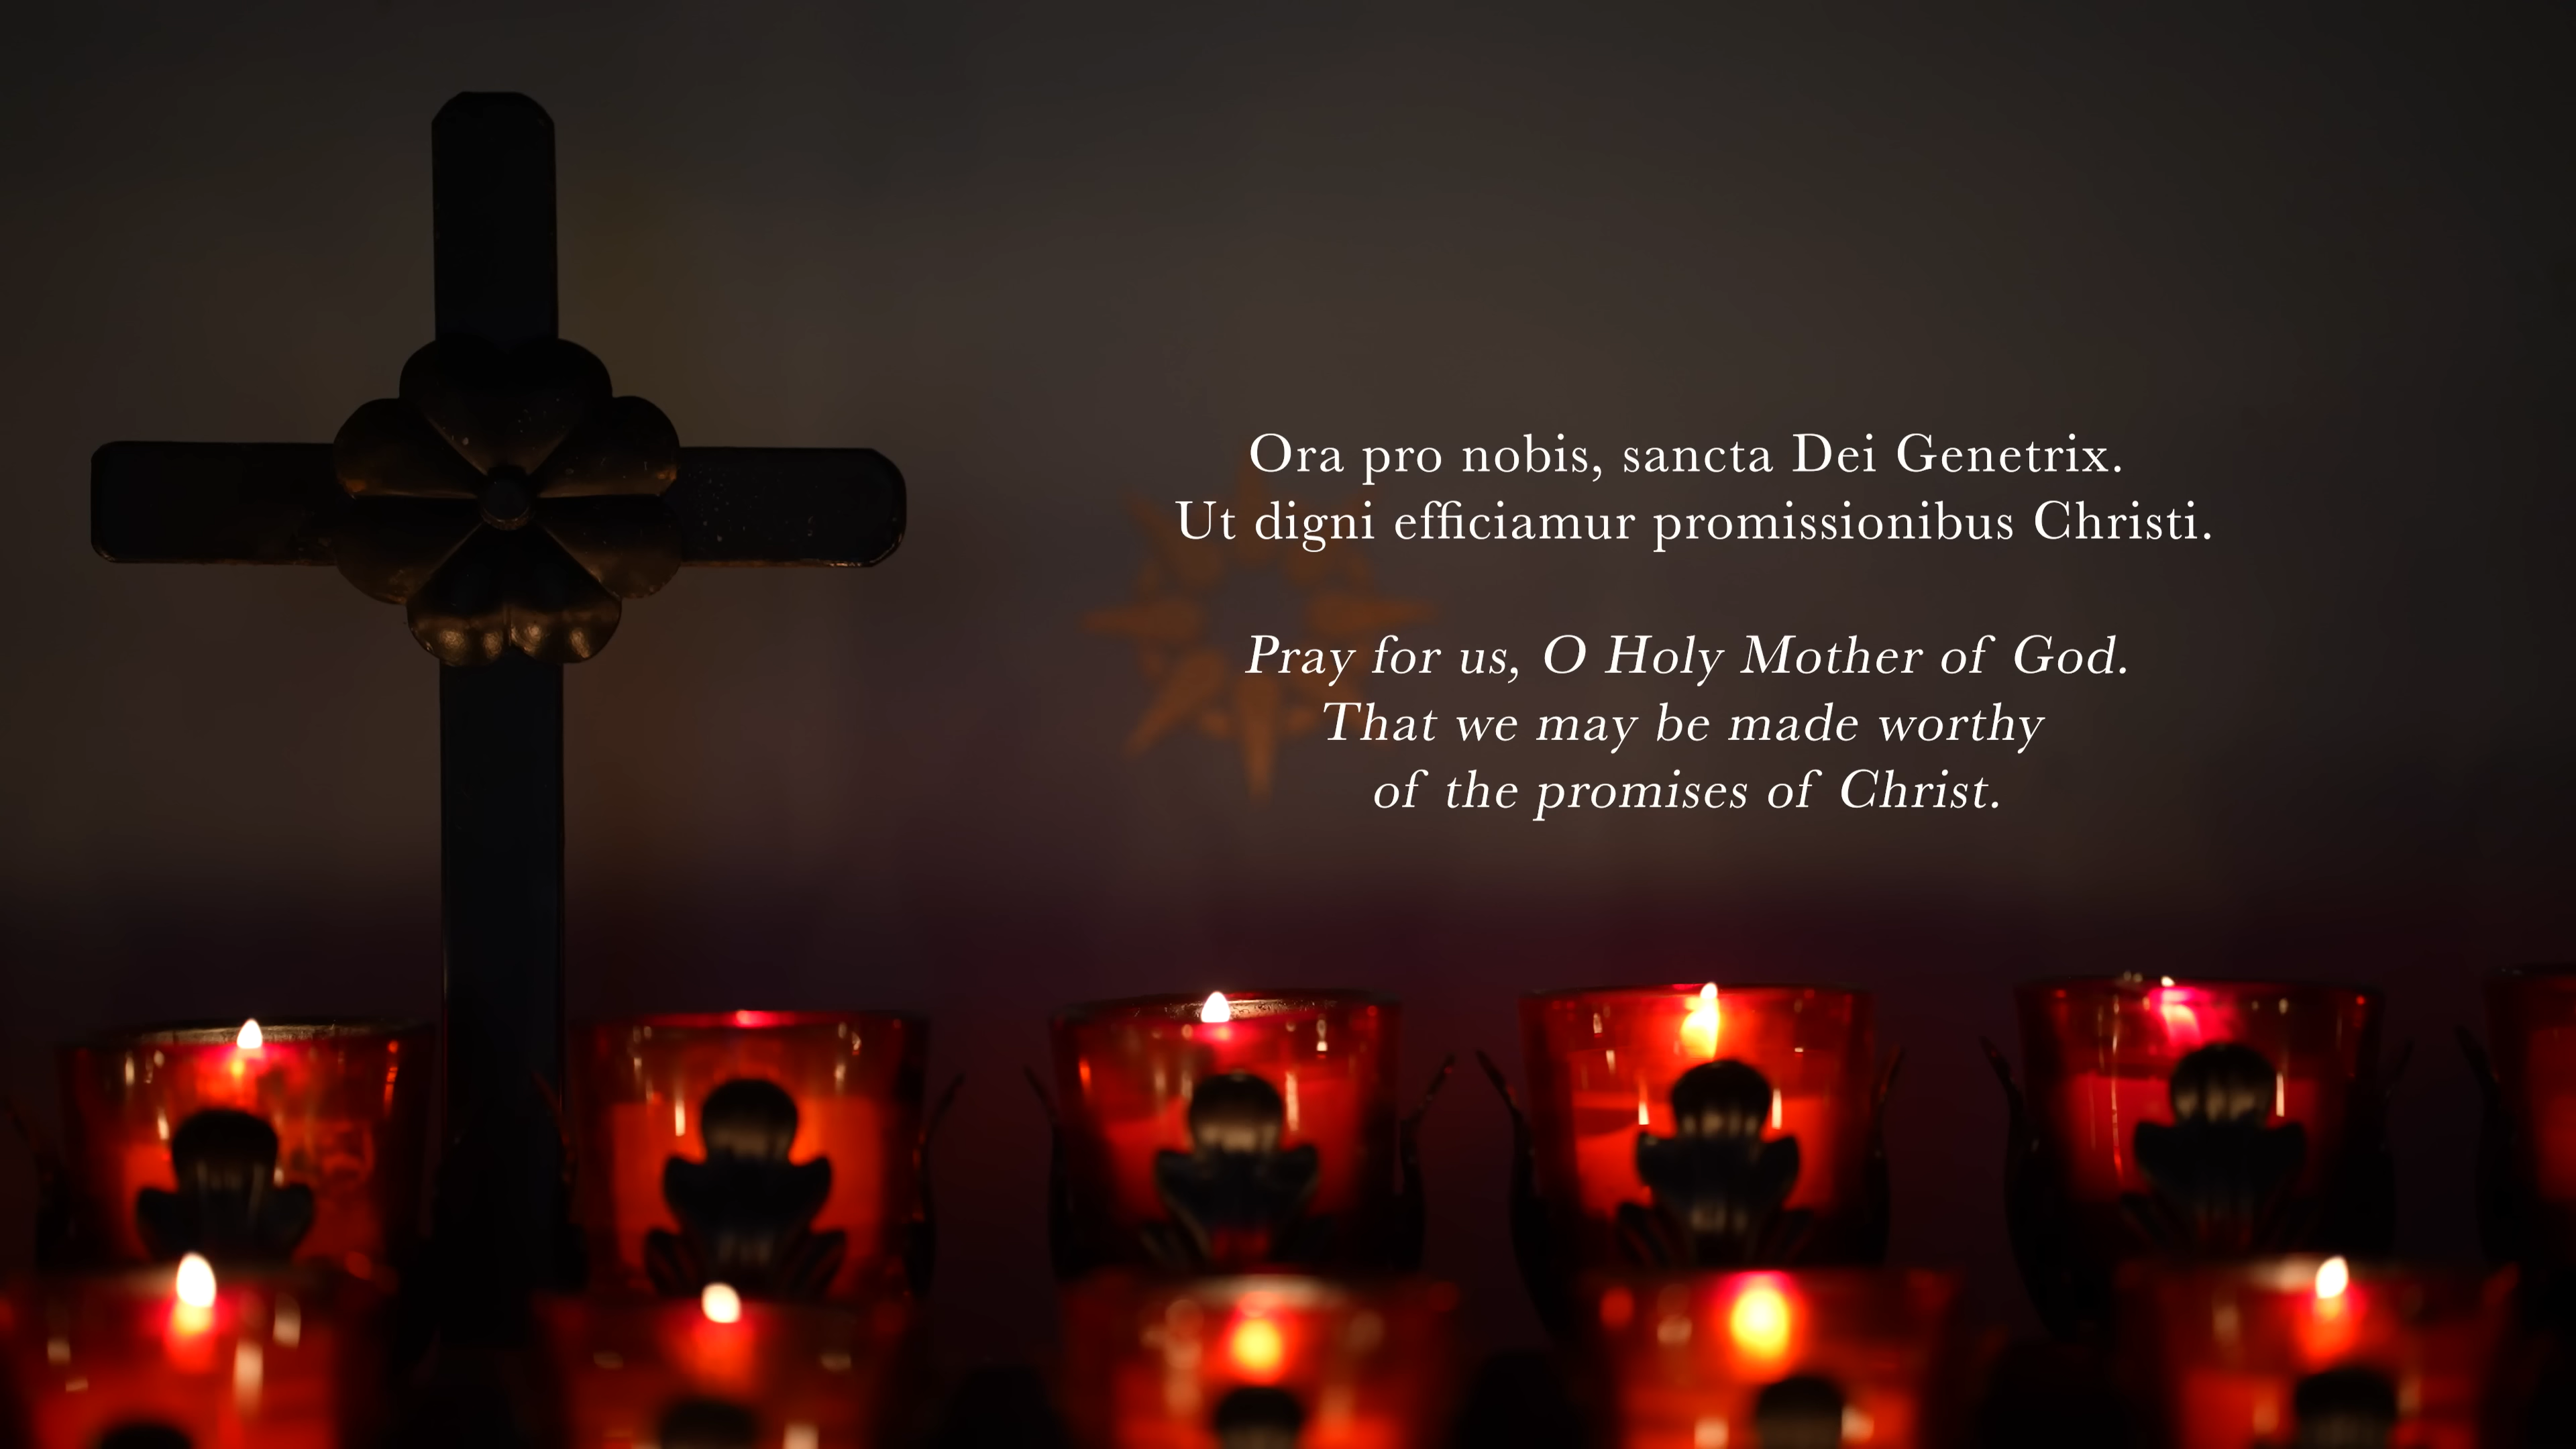 Ora pro nobis, sancta Dei Genetrix.
Ut digni efficiamur promissionibus Christi.
Pray for us, O Holy Mother of God.
That we may be made worthy
of the promises of Christ.